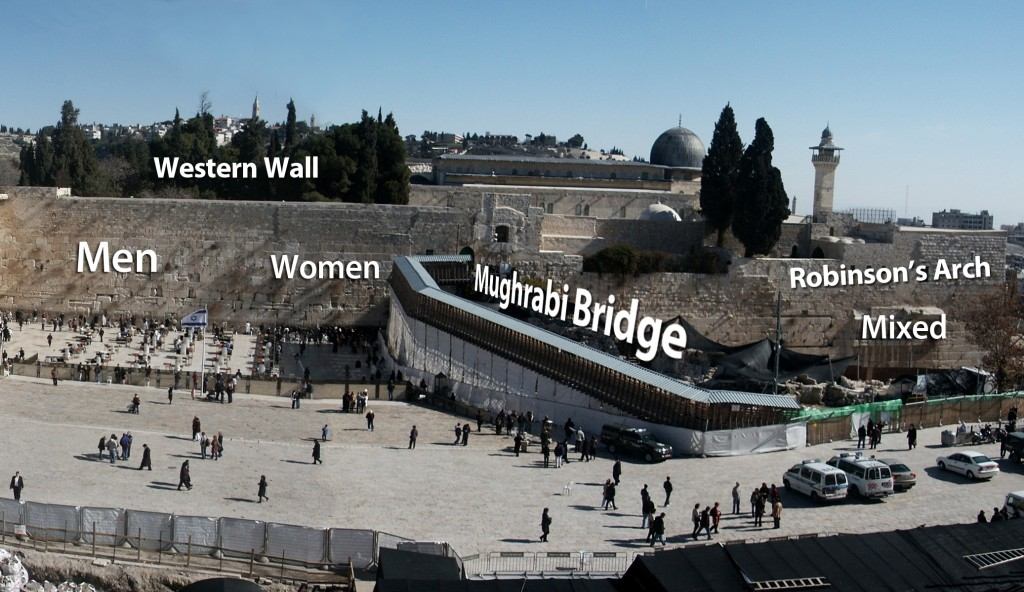 Western Wall
Men
Women
Mughrabi Bridge
Robinson's Arch
Mixed